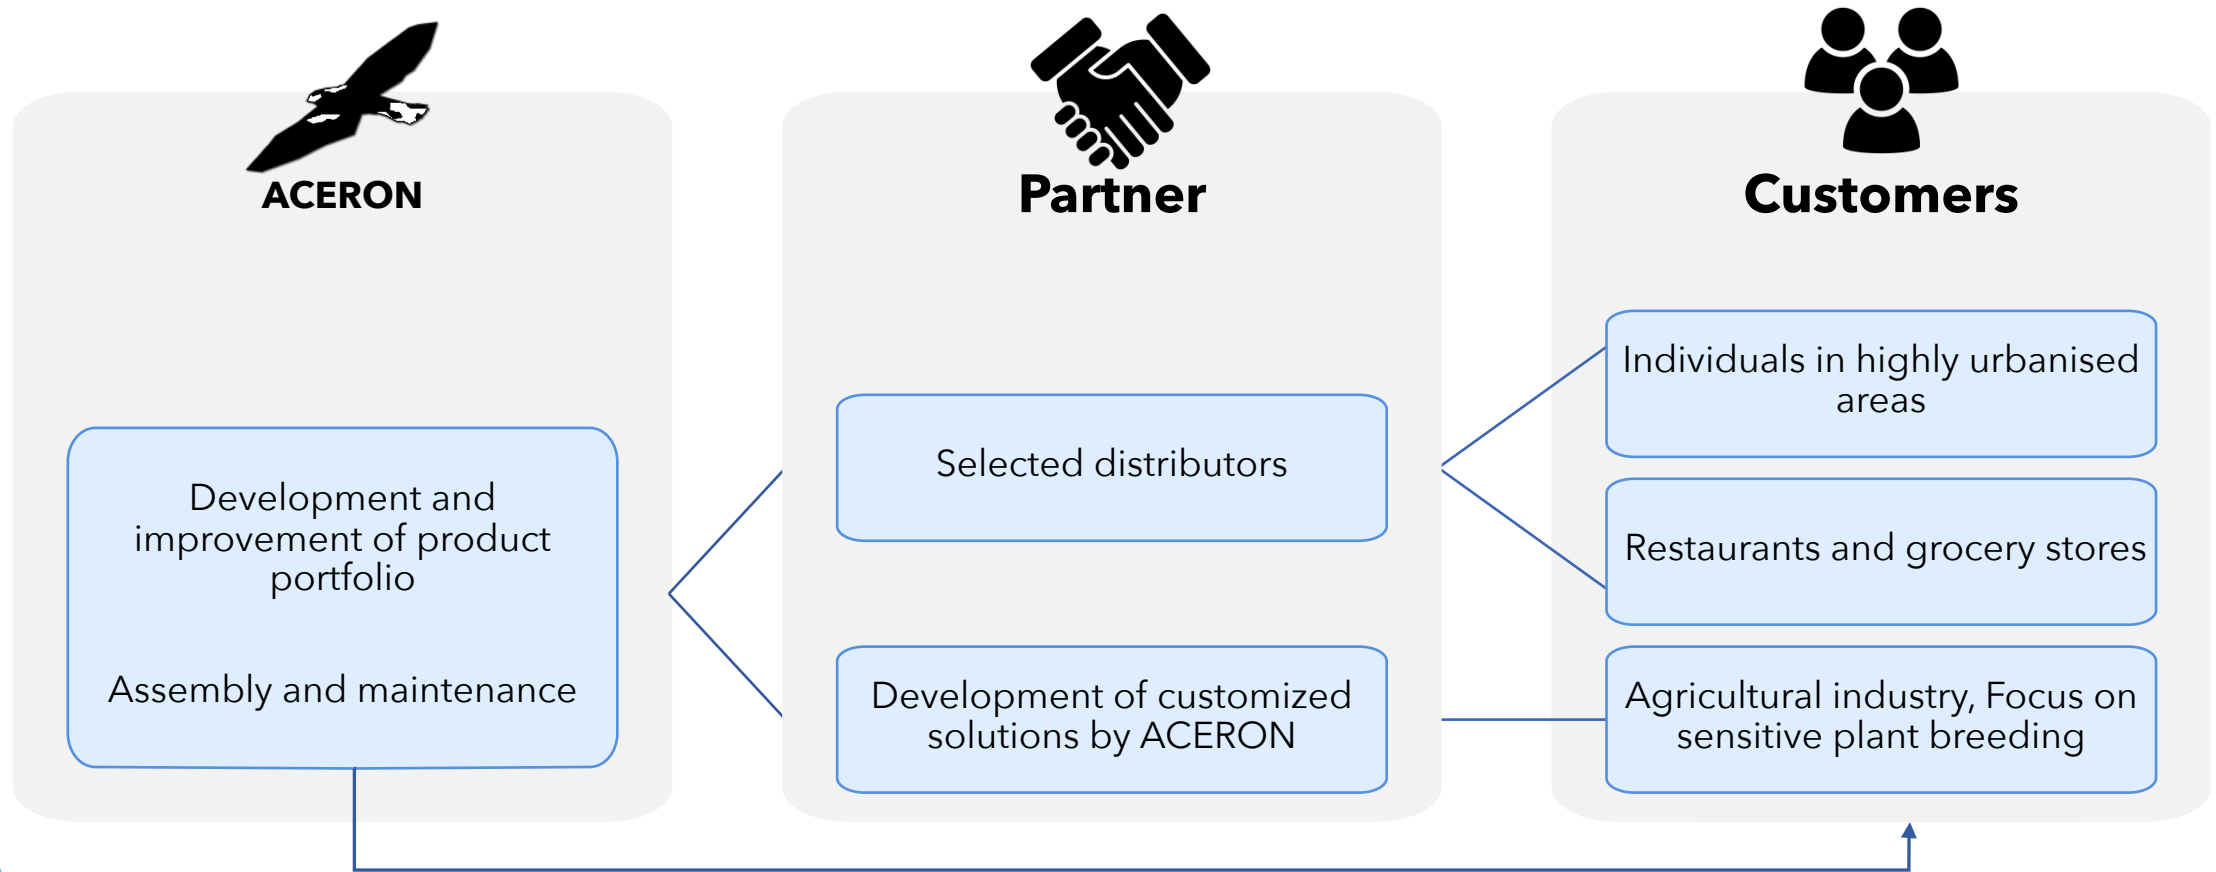 ACERON
Development and
improvement of product
portfolio
Assembly and maintenance
Partner
Selected distributors
Development of customized
solutions by ACERON
Customers
Individuals in highly urbanised
areas
Restaurants and grocery stores
Agricultural industry, Focus on
sensitive plant breeding